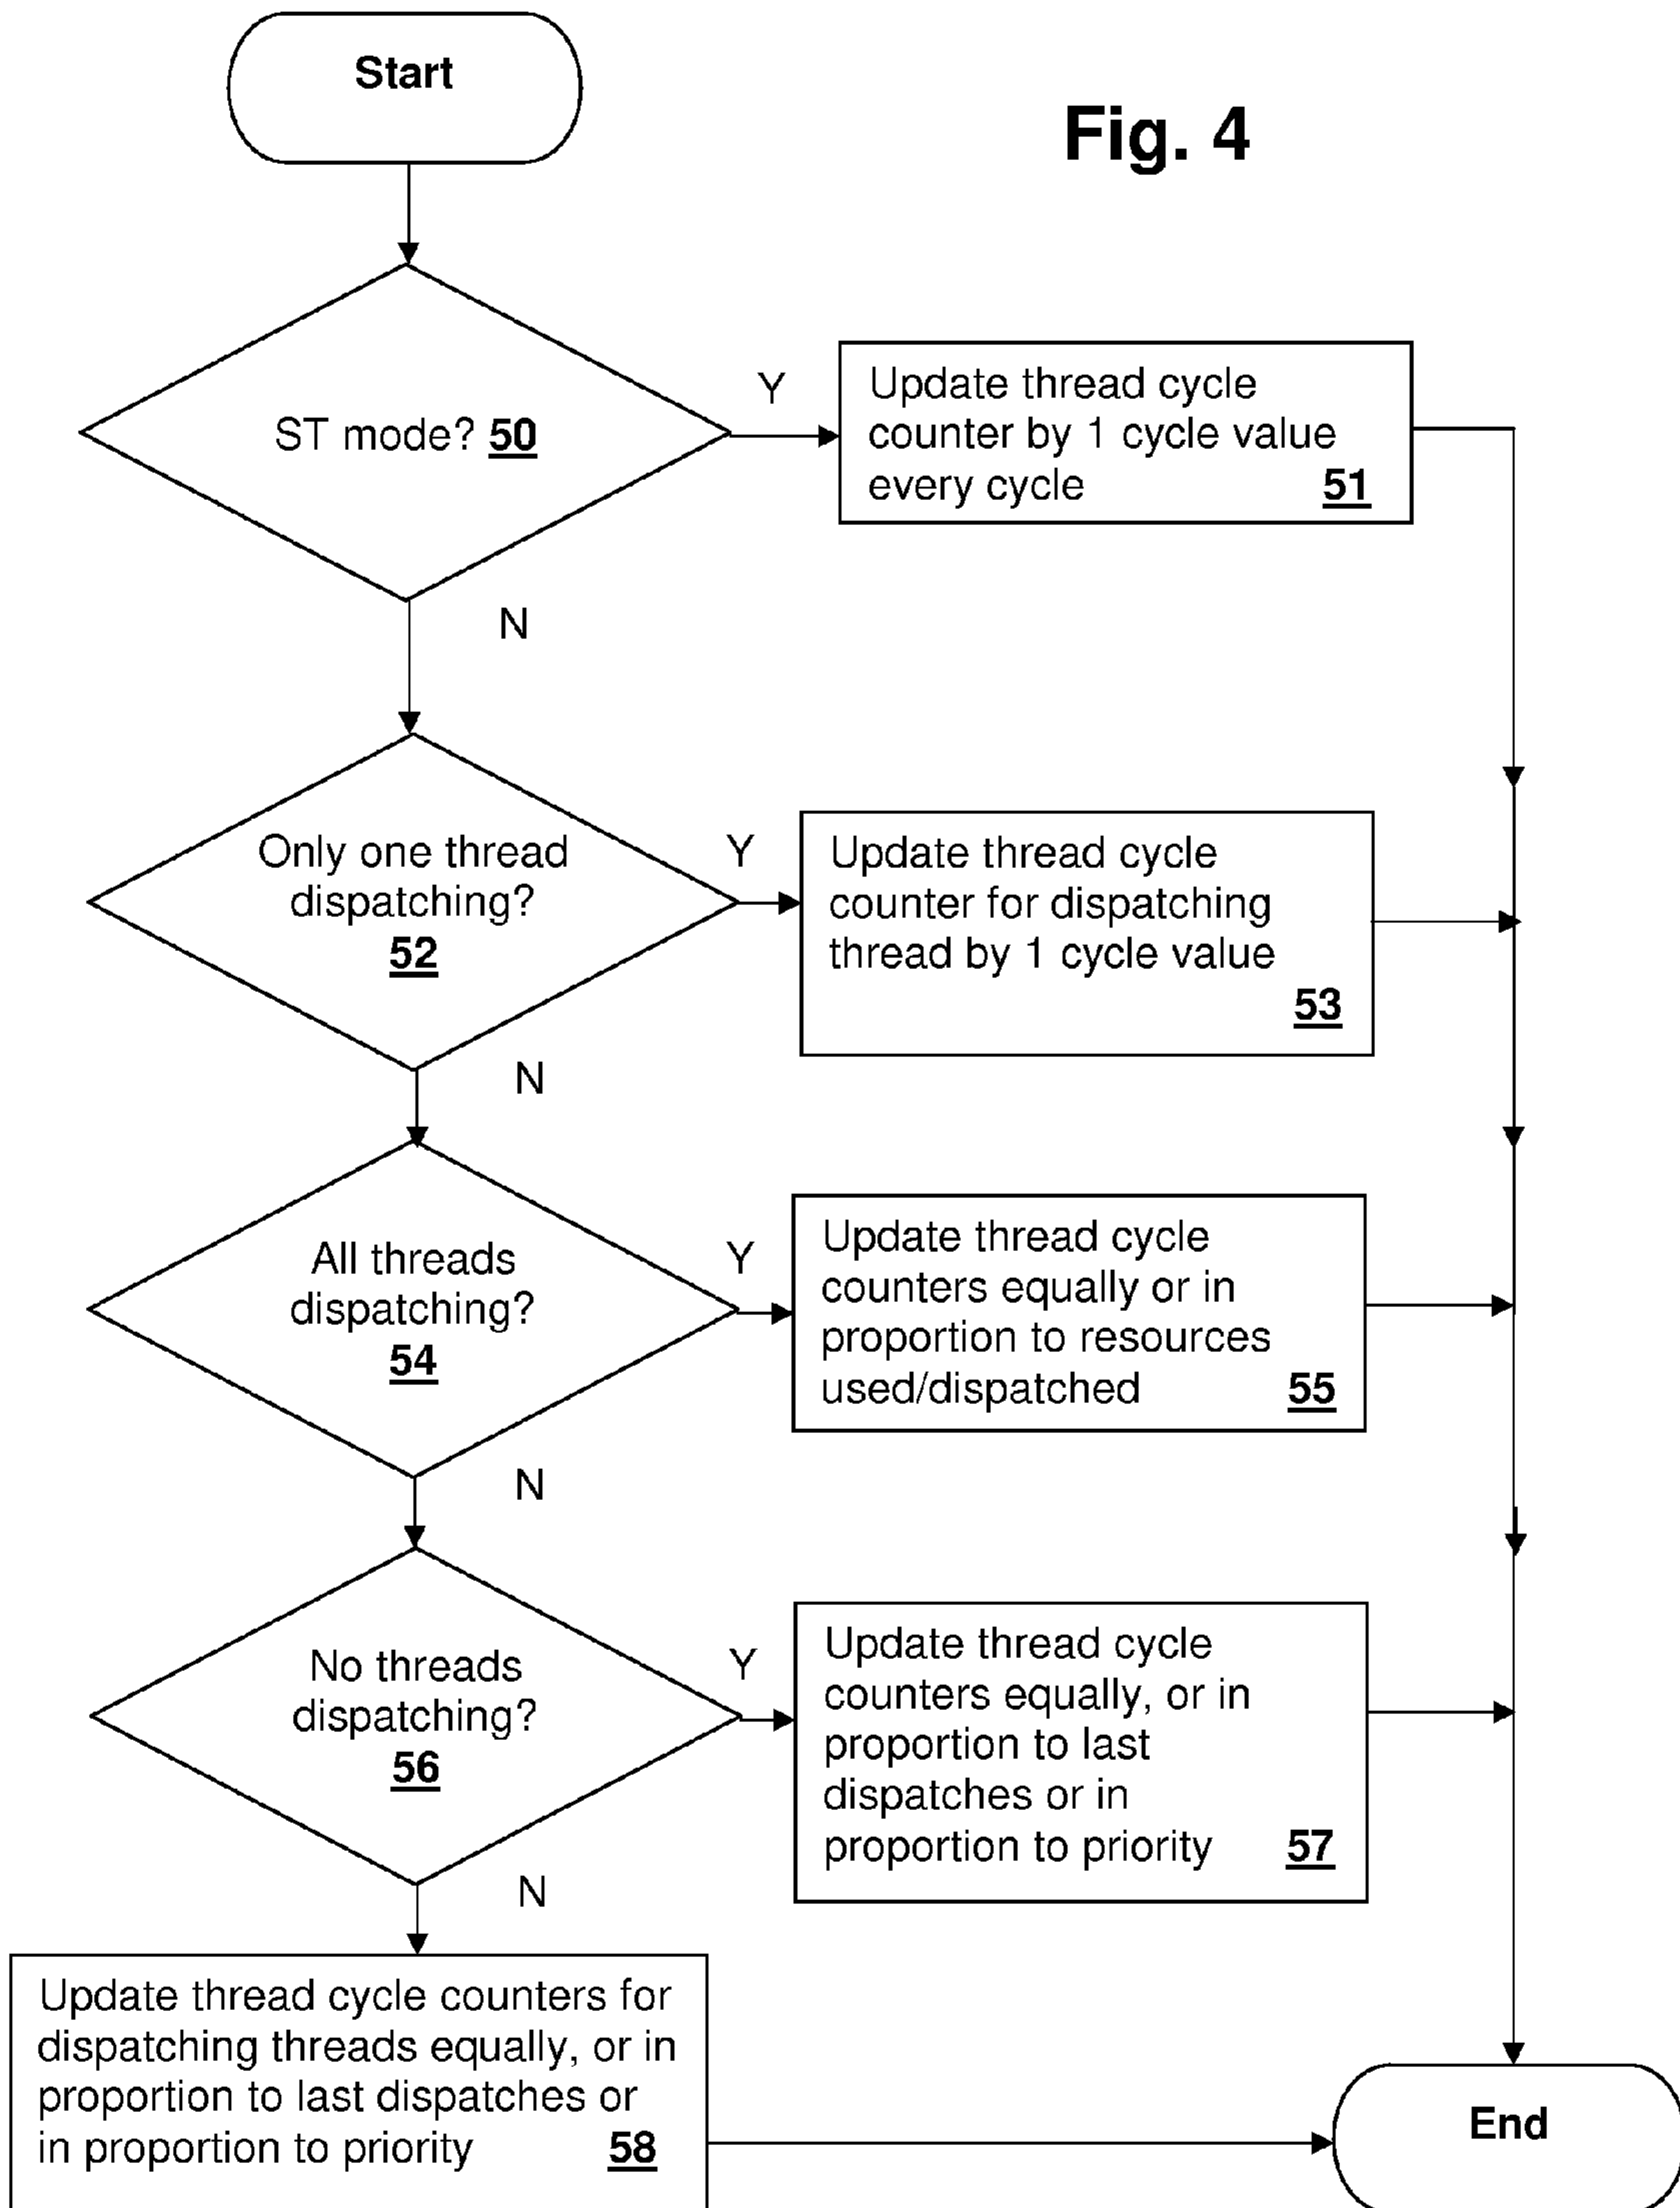 Start
Fig. 4
ST mode? 50
Y
Update thread cycle
counter by 1 cycle value
every cycle 51
N
Only one thread
dispatching?
52
Y
Update thread cycle
counter for dispatching
thread by 1 cycle value
53
N
All threads
dispatching?
54
Y
Update thread cycle
counters equally or in
proportion to resources
used/dispatched 55
N
No threads
dispatching?
56
Y
Update thread cycle
counters equally, or in
proportion to last
dispatches or in
proportion to priority 57
N
Update thread cycle counters for
dispatching threads equally, or in
proportion to last dispatches or
in proportion to priority 58
End